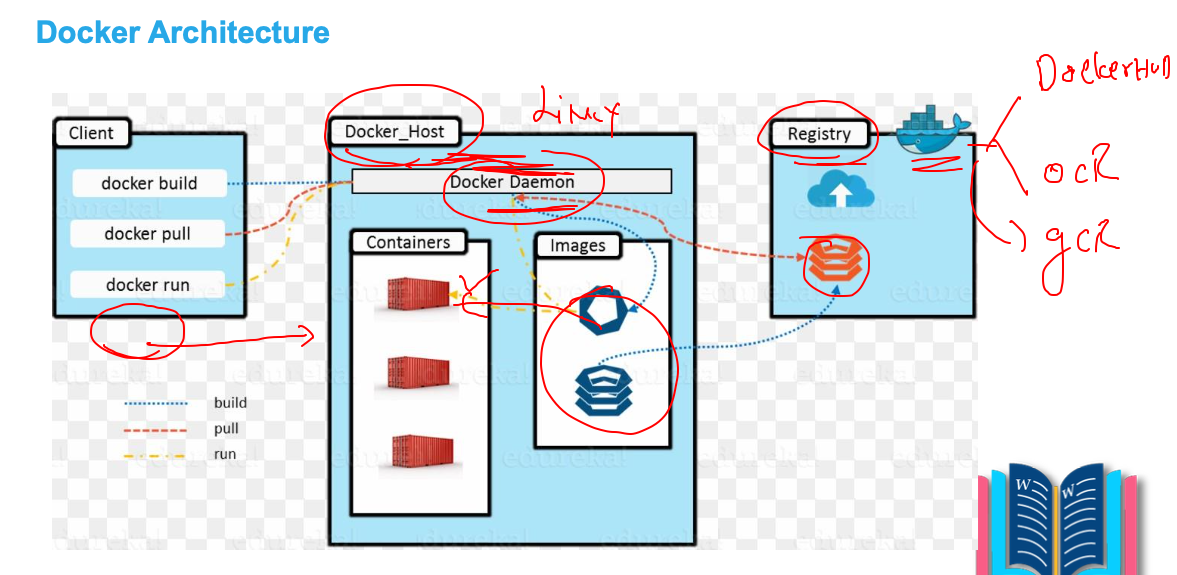 Docker Architecture
DockerHub
Linux
Client
Docker_Host
Registry
docker build
Docker Daemon
OCR
docker pull
Containers
Images
gCR
docker run
build
pull
run
edureka!
W
W